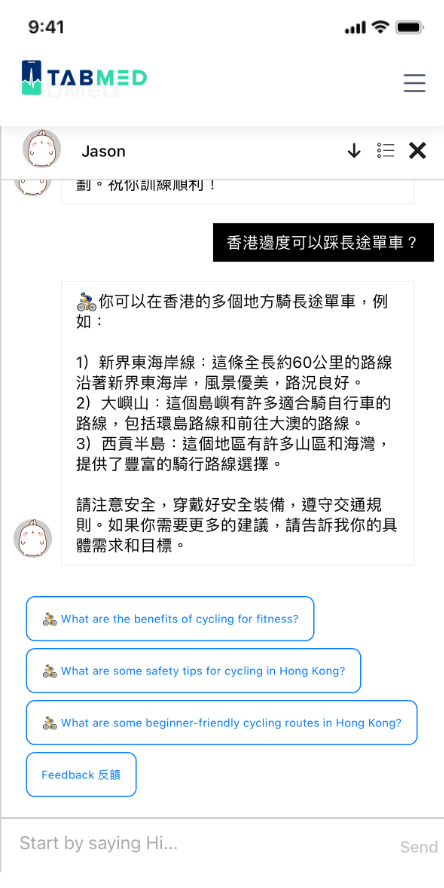 9:41
TABMED
Jason
劃。祝你訓練順利！
香港邊度可以踩長途單車？
你可以在香港的多個地方騎長途單車，例
如：
1）新界東海岸線：這條全長約60公里的路線
沿著新界東海岸，風景優美，路況良好。
2）大嶼山：這個島嶼有許多適合騎自行車的
路線，包括環島路線和前往大澳的路線。
3）西貢半島：這個地區有許多山區和海灣，
提供了豐富的騎行路線選擇。
請注意安全，穿戴好安全裝備，遵守交通規
則。如果你需要更多的建議，請告訴我你的具
體需求和目標。
What are the benefits of cycling for fitness?
What are some safety tips for cycling in Hong Kong?
What are some beginner-friendly cycling routes in Hong Kong?
Feedback 反饋
Start by saying Hi...
Send